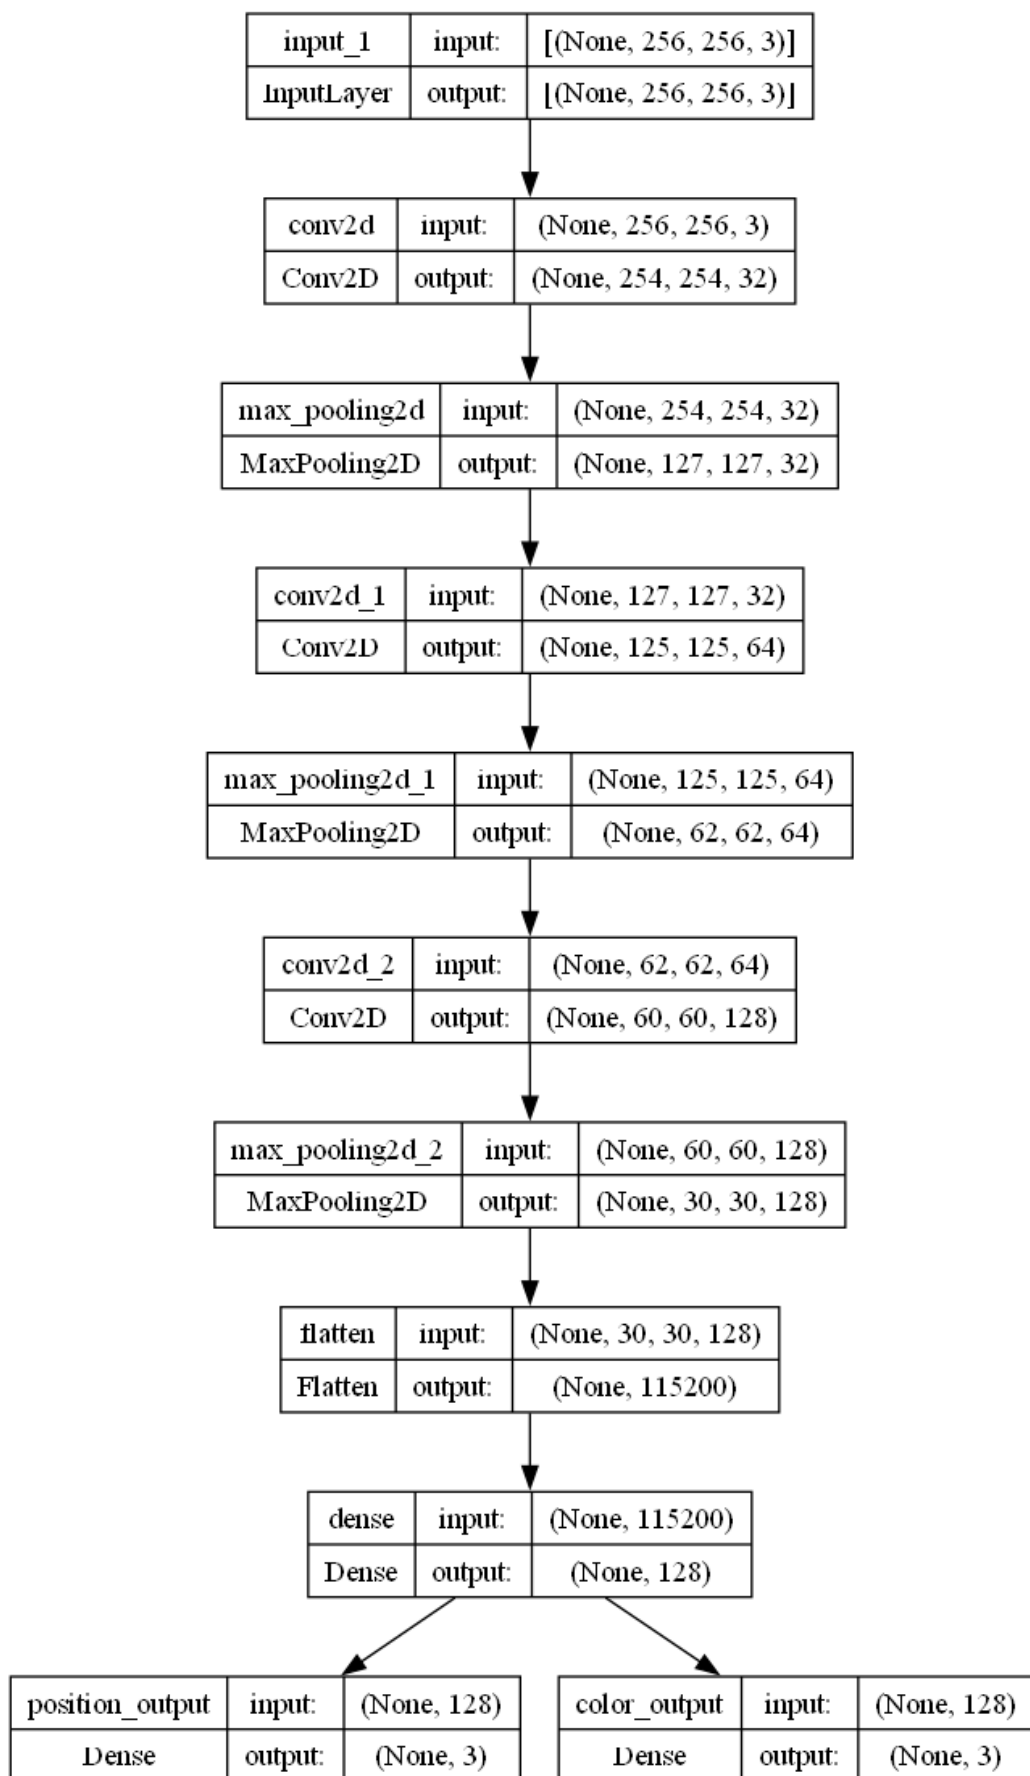 input_1 input: [(None, 256, 256, 3)]
InputLayer output: [(None, 256, 256, 3)]
conv2d input: (None, 256, 256, 3)
Conv2D output: (None, 254, 254, 32)
max_pooling2d input: (None, 254, 254, 32)
MaxPooling2D output: (None, 127, 127, 32)
conv2d_1 input: (None, 127, 127, 32)
Conv2D output: (None, 125, 125, 64)
max_pooling2d_1 input: (None, 125, 125, 64)
MaxPooling2D output: (None, 62, 62, 64)
conv2d_2 input: (None, 62, 62, 64)
Conv2D output: (None, 60, 60, 128)
max_pooling2d_2 input: (None, 60, 60, 128)
MaxPooling2D output: (None, 30, 30, 128)
flatten input: (None, 30, 30, 128)
Flatten output: (None, 115200)
dense input: (None, 115200)
Dense output: (None, 128)
position_output input: (None, 128)
Dense output: (None, 3)
color_output input: (None, 128)
Dense output: (None, 3)